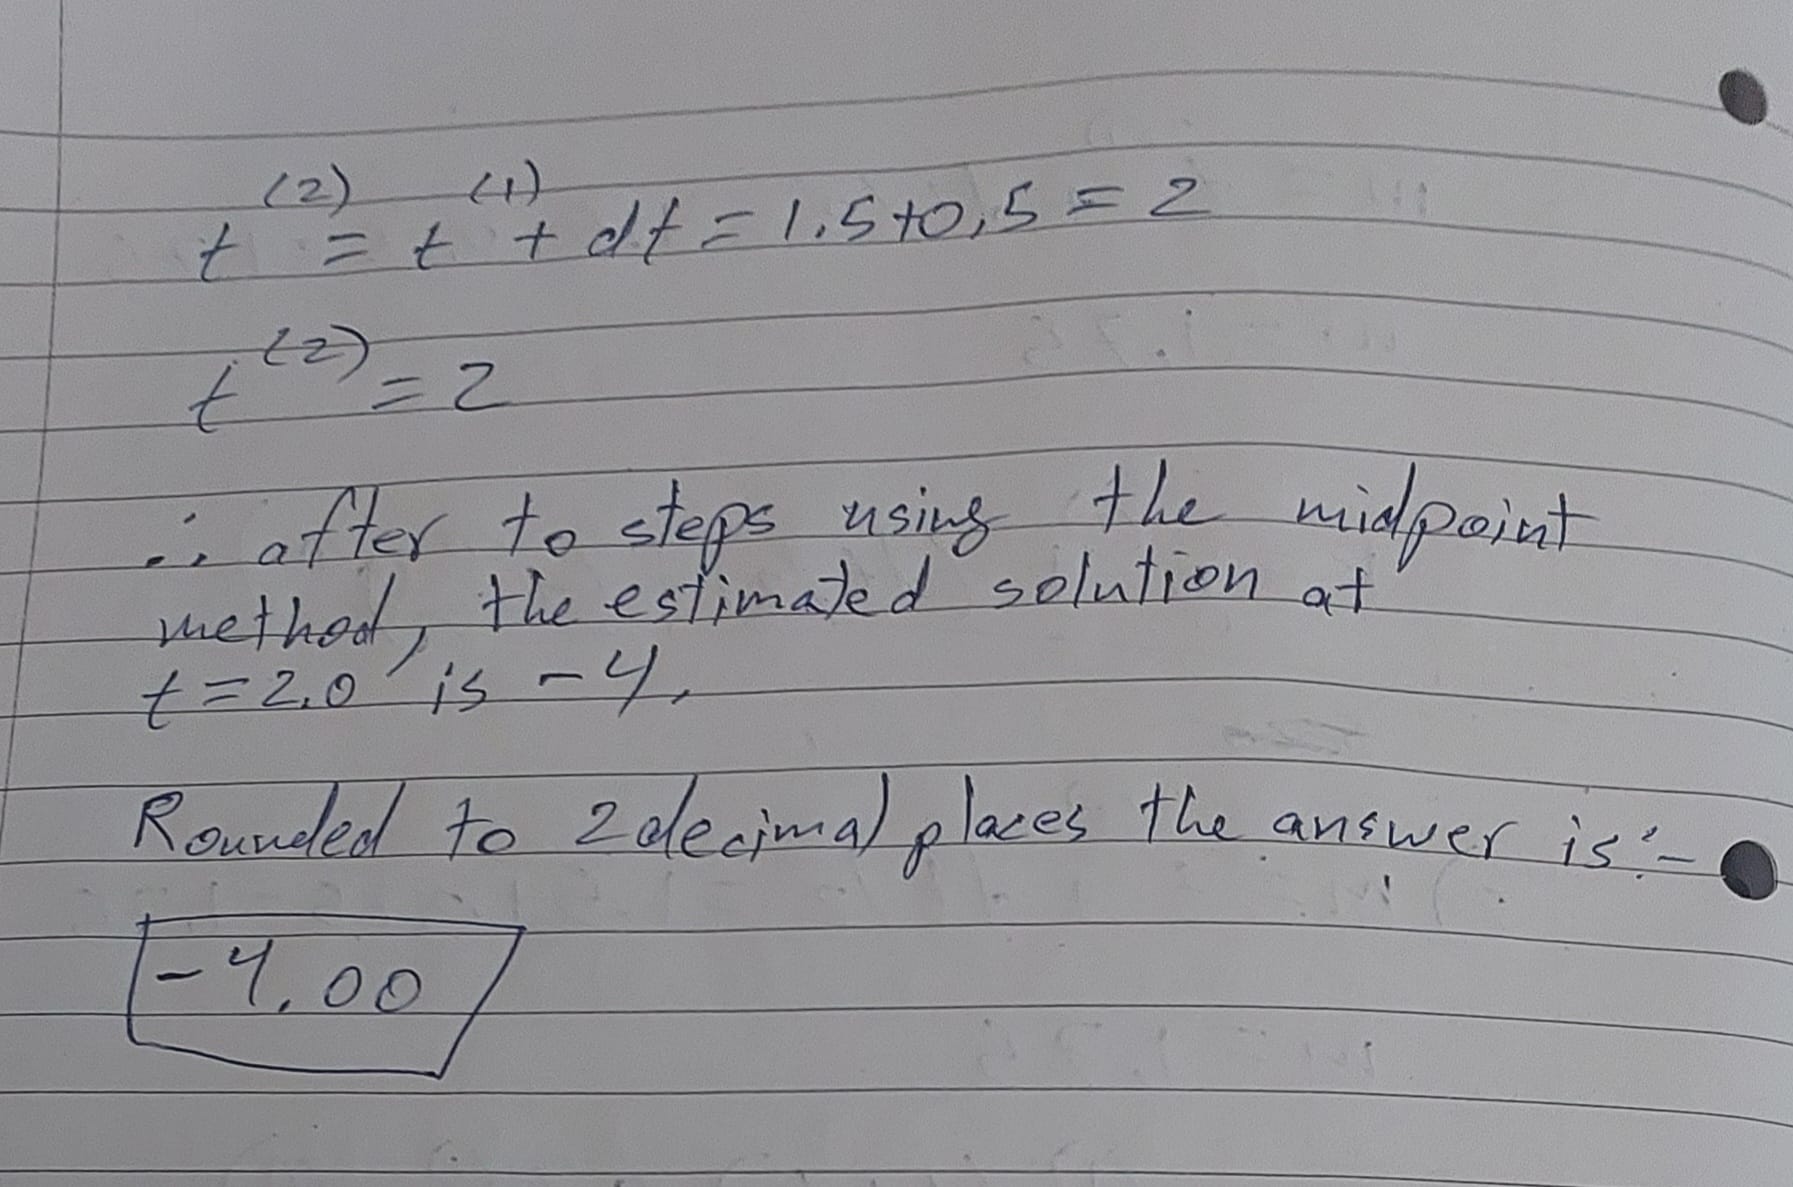 t⁽²⁾ = t⁽¹⁾ + dt = 1.5+0.5 = 2
t⁽²⁾ = 2
∴ after to steps using the midpoint
method, the estimated solution at
t=2.0 is -4.
Rounded to 2 decimal places the answer is:-
-4.00